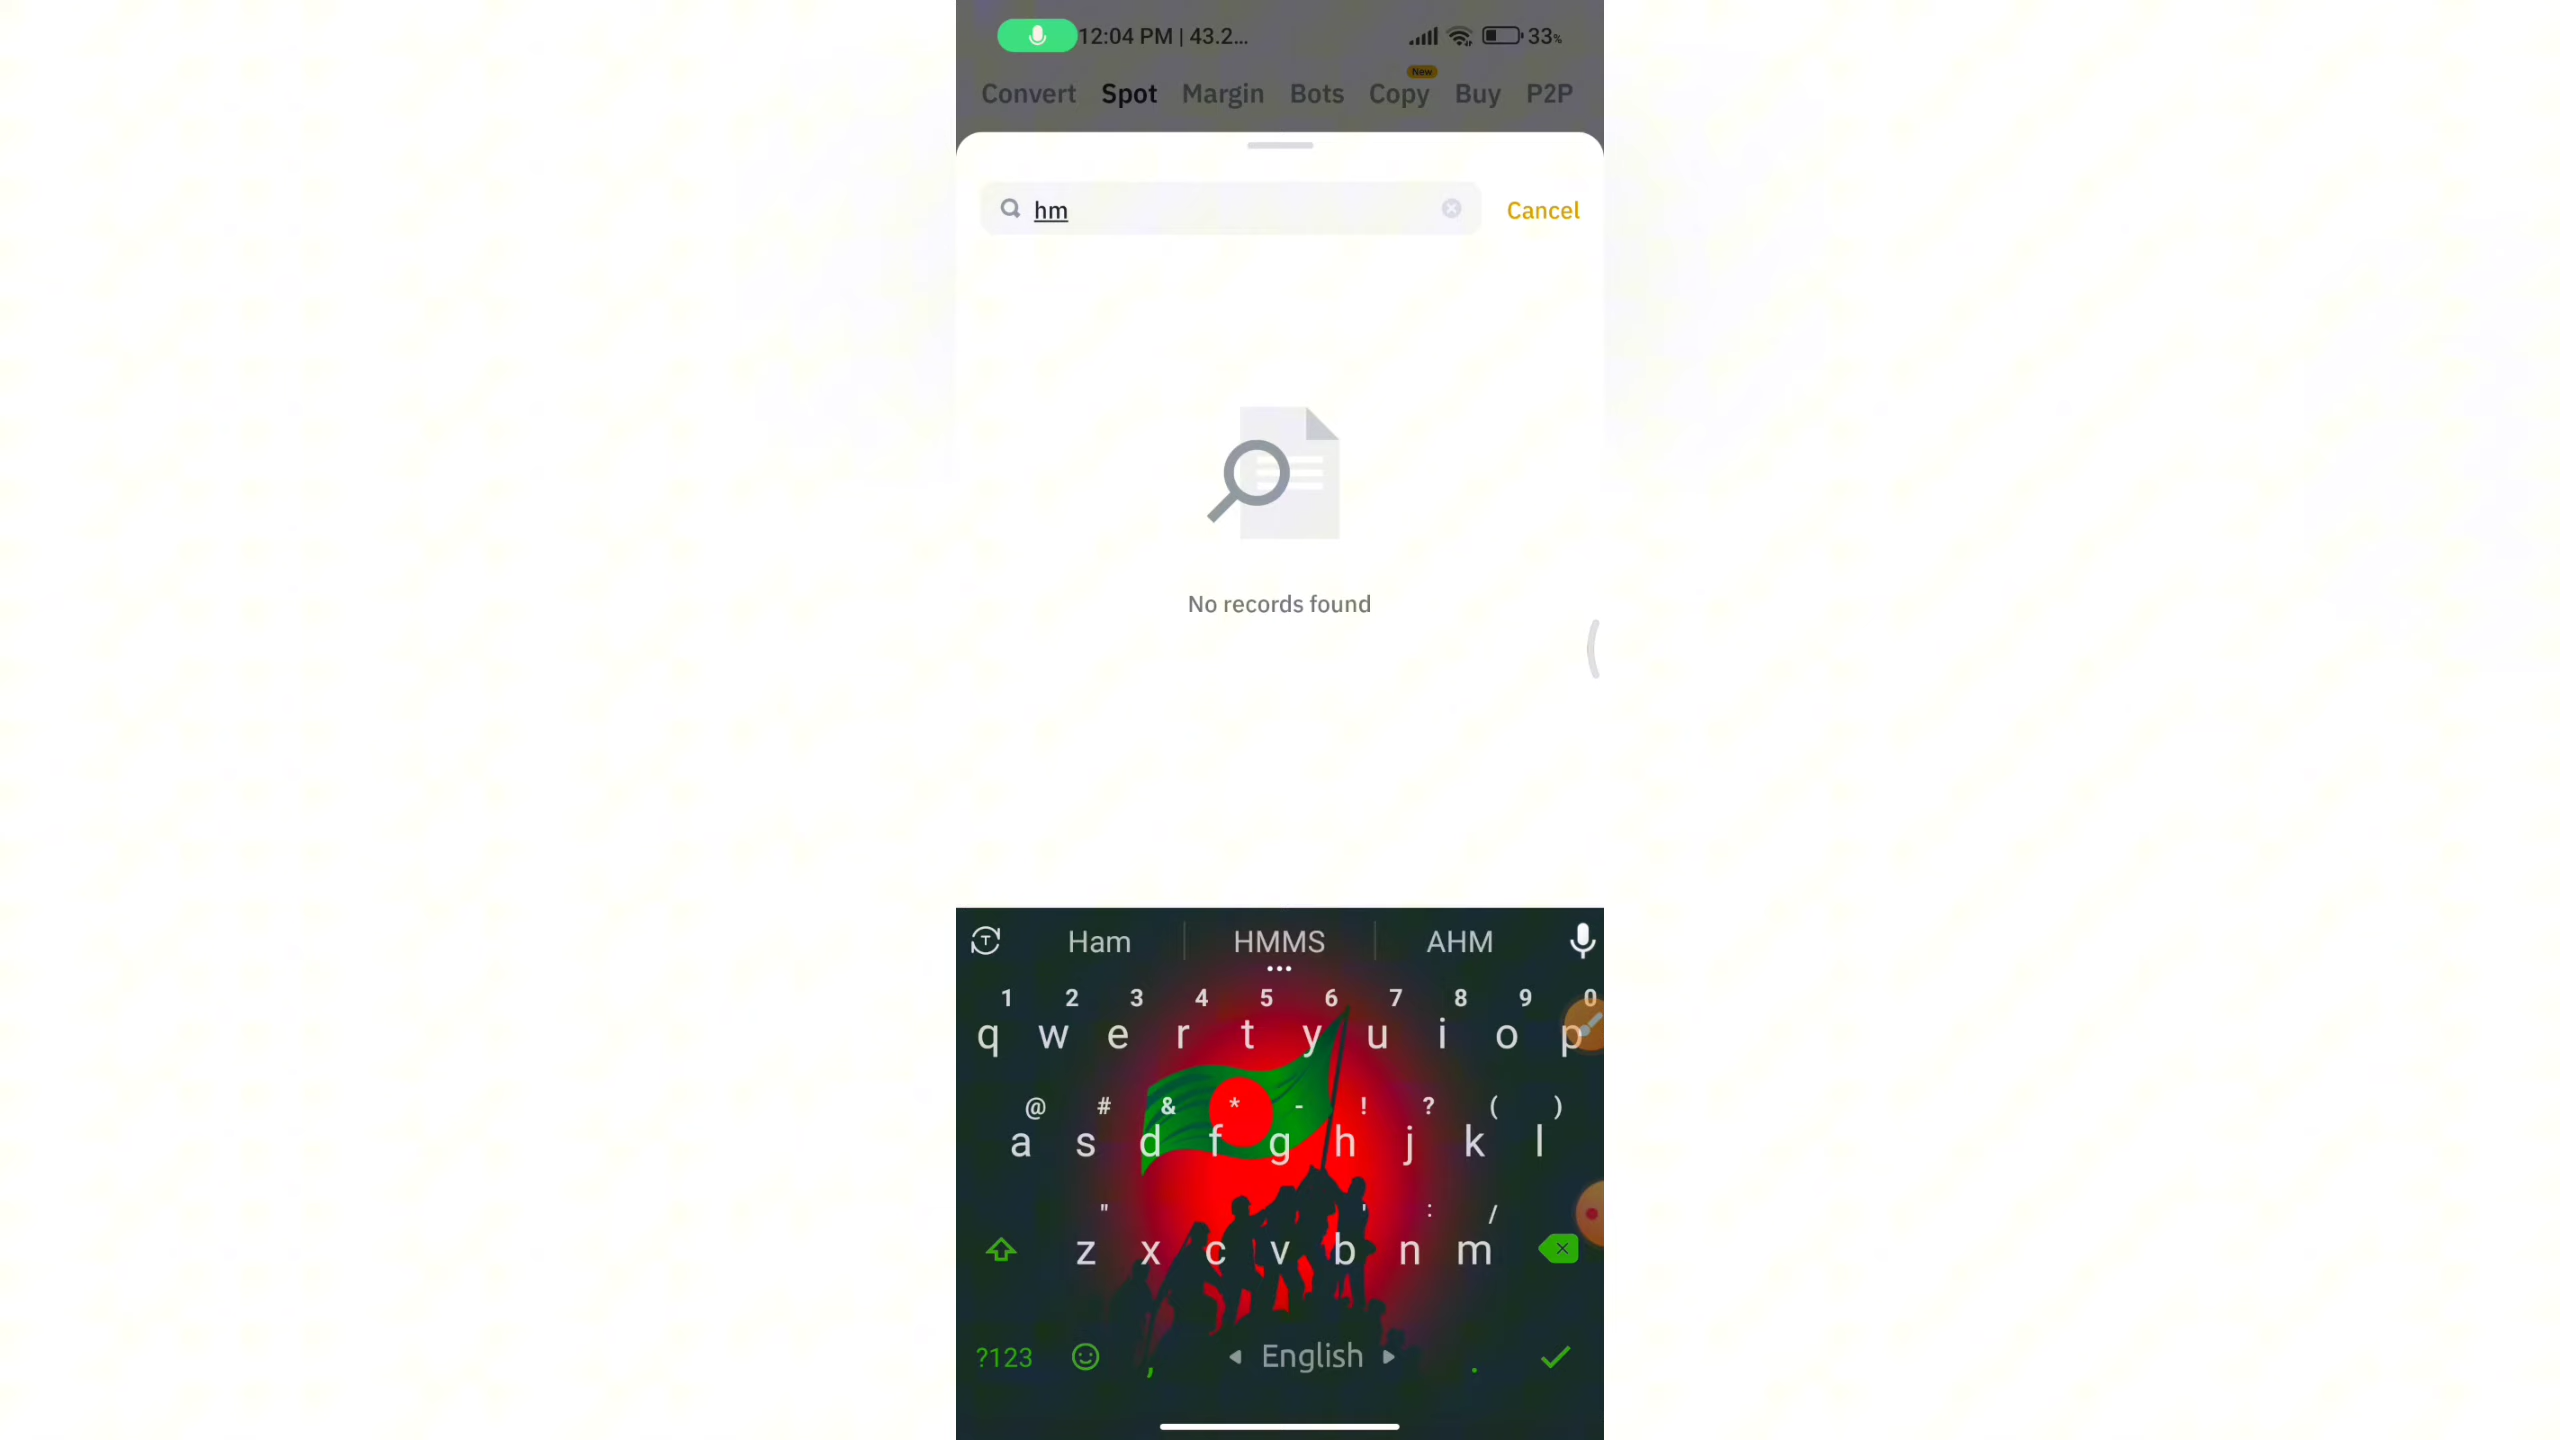 12:04 PM | 43.2...
33%
New
Convert Spot Margin Bots Copy Buy P2P
hm
Cancel
No records found
Ham HMMS AHM
1 2 3 4 5 6 7 8 9 0
q w e r t y u i o p
@ # & * - ! ? ( )
a s d f g h j k l
" ' : /
z x c v b n m
?123 , English .